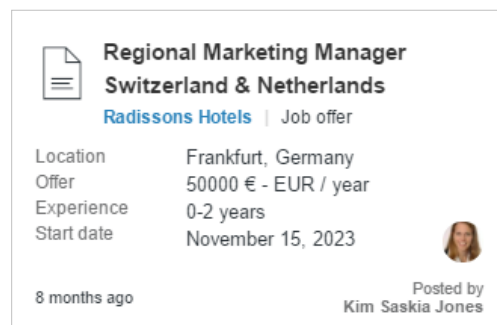 Regional Marketing Manager
Switzerland & Netherlands
Radissons Hotels | Job offer
Location Frankfurt, Germany
Offer 50000 € - EUR / year
Experience 0-2 years
Start date November 15, 2023
8 months ago
Posted by
Kim Saskia Jones